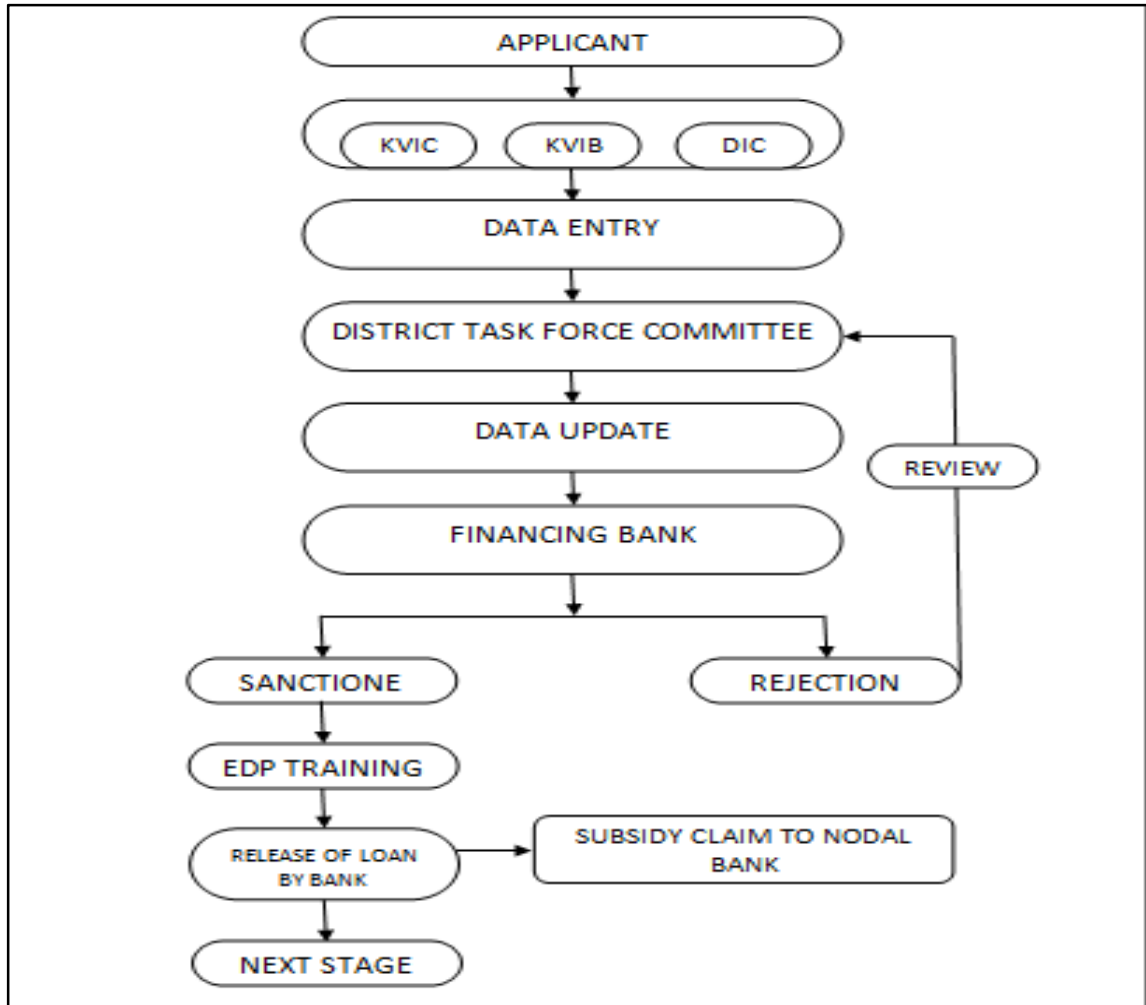 APPLICANT
KVIC KVIB DIC
DATA ENTRY
DISTRICT TASK FORCE COMMITTEE
DATA UPDATE
REVIEW
FINANCING BANK
SANCTIONE REJECTION
EDP TRAINING
RELEASE OF LOAN
BY BANK
SUBSIDY CLAIM TO NODAL
BANK
NEXT STAGE